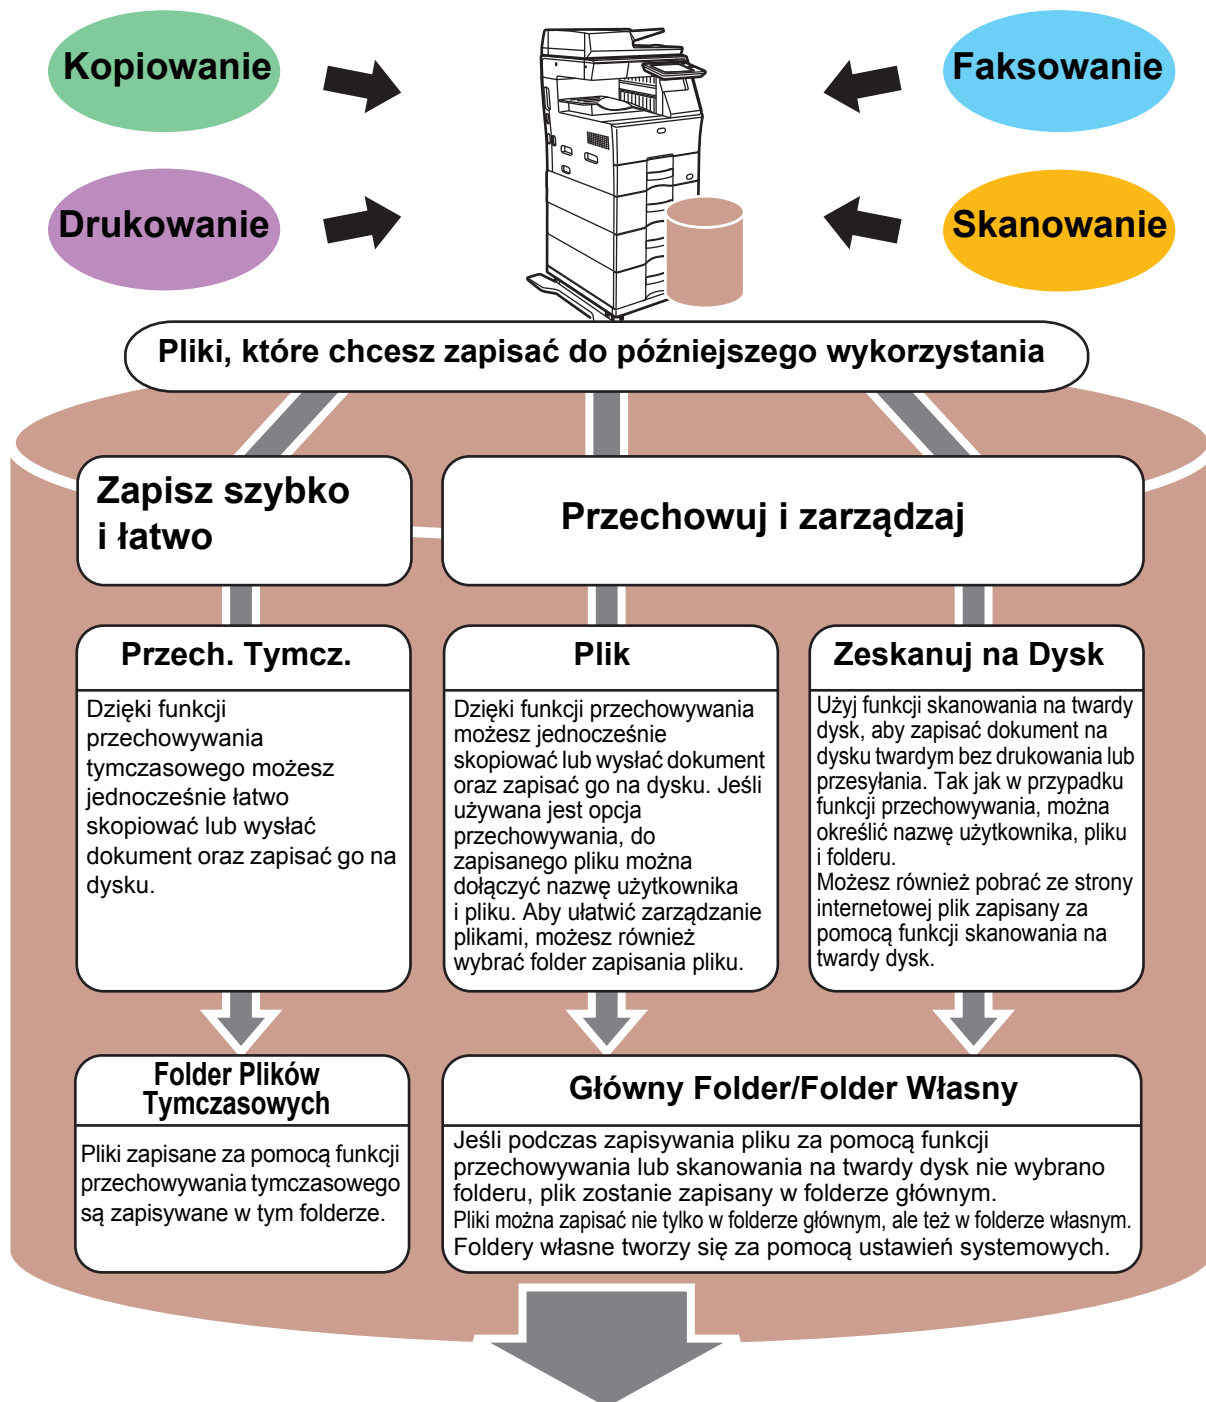 Kopiowanie
Faksowanie
Drukowanie
Skanowanie
Pliki, które chcesz zapisać do późniejszego wykorzystania
Zapisz szybko
i łatwo
Przechowuj i zarządzaj
Przech. Tymcz.
Dzięki funkcji
przechowywania
tymczasowego możesz
jednocześnie łatwo
skopiować lub wysłać
dokument oraz zapisać go na
dysku.
Plik
Dzięki funkcji przechowywania
możesz jednocześnie
skopiować lub wysłać dokument
oraz zapisać go na dysku. Jeśli
używana jest opcja
przechowywania, do
zapisanego pliku można
dołączyć nazwę użytkownika
i pliku. Aby ułatwić zarządzanie
plikami, możesz również
wybrać folder zapisania pliku.
Zeskanuj na Dysk
Użyj funkcji skanowania na twardy
dysk, aby zapisać dokument na
dysku twardym bez drukowania lub
przesyłania. Tak jak w przypadku
funkcji przechowywania, można
określić nazwę użytkownika, pliku
i folderu.
Możesz również pobrać ze strony
internetowej plik zapisany za
pomocą funkcji skanowania na
twardy dysk.
Folder Plików
Tymczasowych
Pliki zapisane za pomocą funkcji
przechowywania tymczasowego
są zapisywane w tym folderze.
Główny Folder/Folder Własny
Jeśli podczas zapisywania pliku za pomocą funkcji
przechowywania lub skanowania na twardy dysk nie wybrano
folderu, plik zostanie zapisany w folderze głównym.
Pliki można zapisać nie tylko w folderze głównym, ale też w folderze własnym.
Foldery własne tworzy się za pomocą ustawień systemowych.